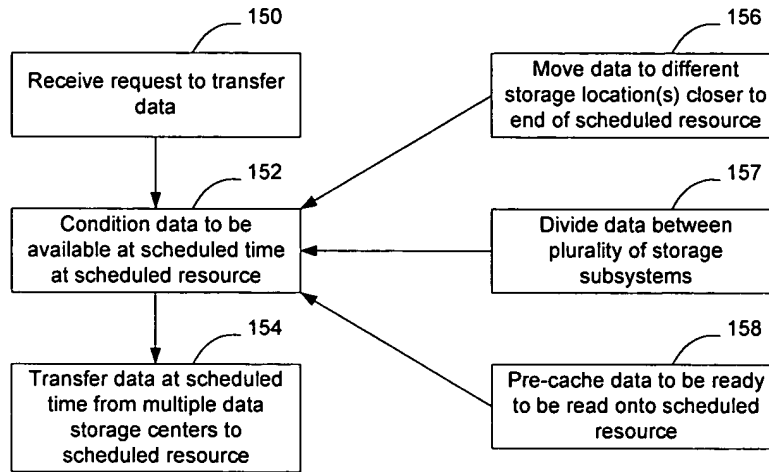 150
Receive request to transfer
data
152
Condition data to be
available at scheduled time
at scheduled resource
154
Transfer data at scheduled
time from multiple data
storage centers to
scheduled resource
156
Move data to different
storage location(s) closer to
end of scheduled resource
157
Divide data between
plurality of storage
subsystems
158
Pre-cache data to be ready
to be read onto scheduled
resource